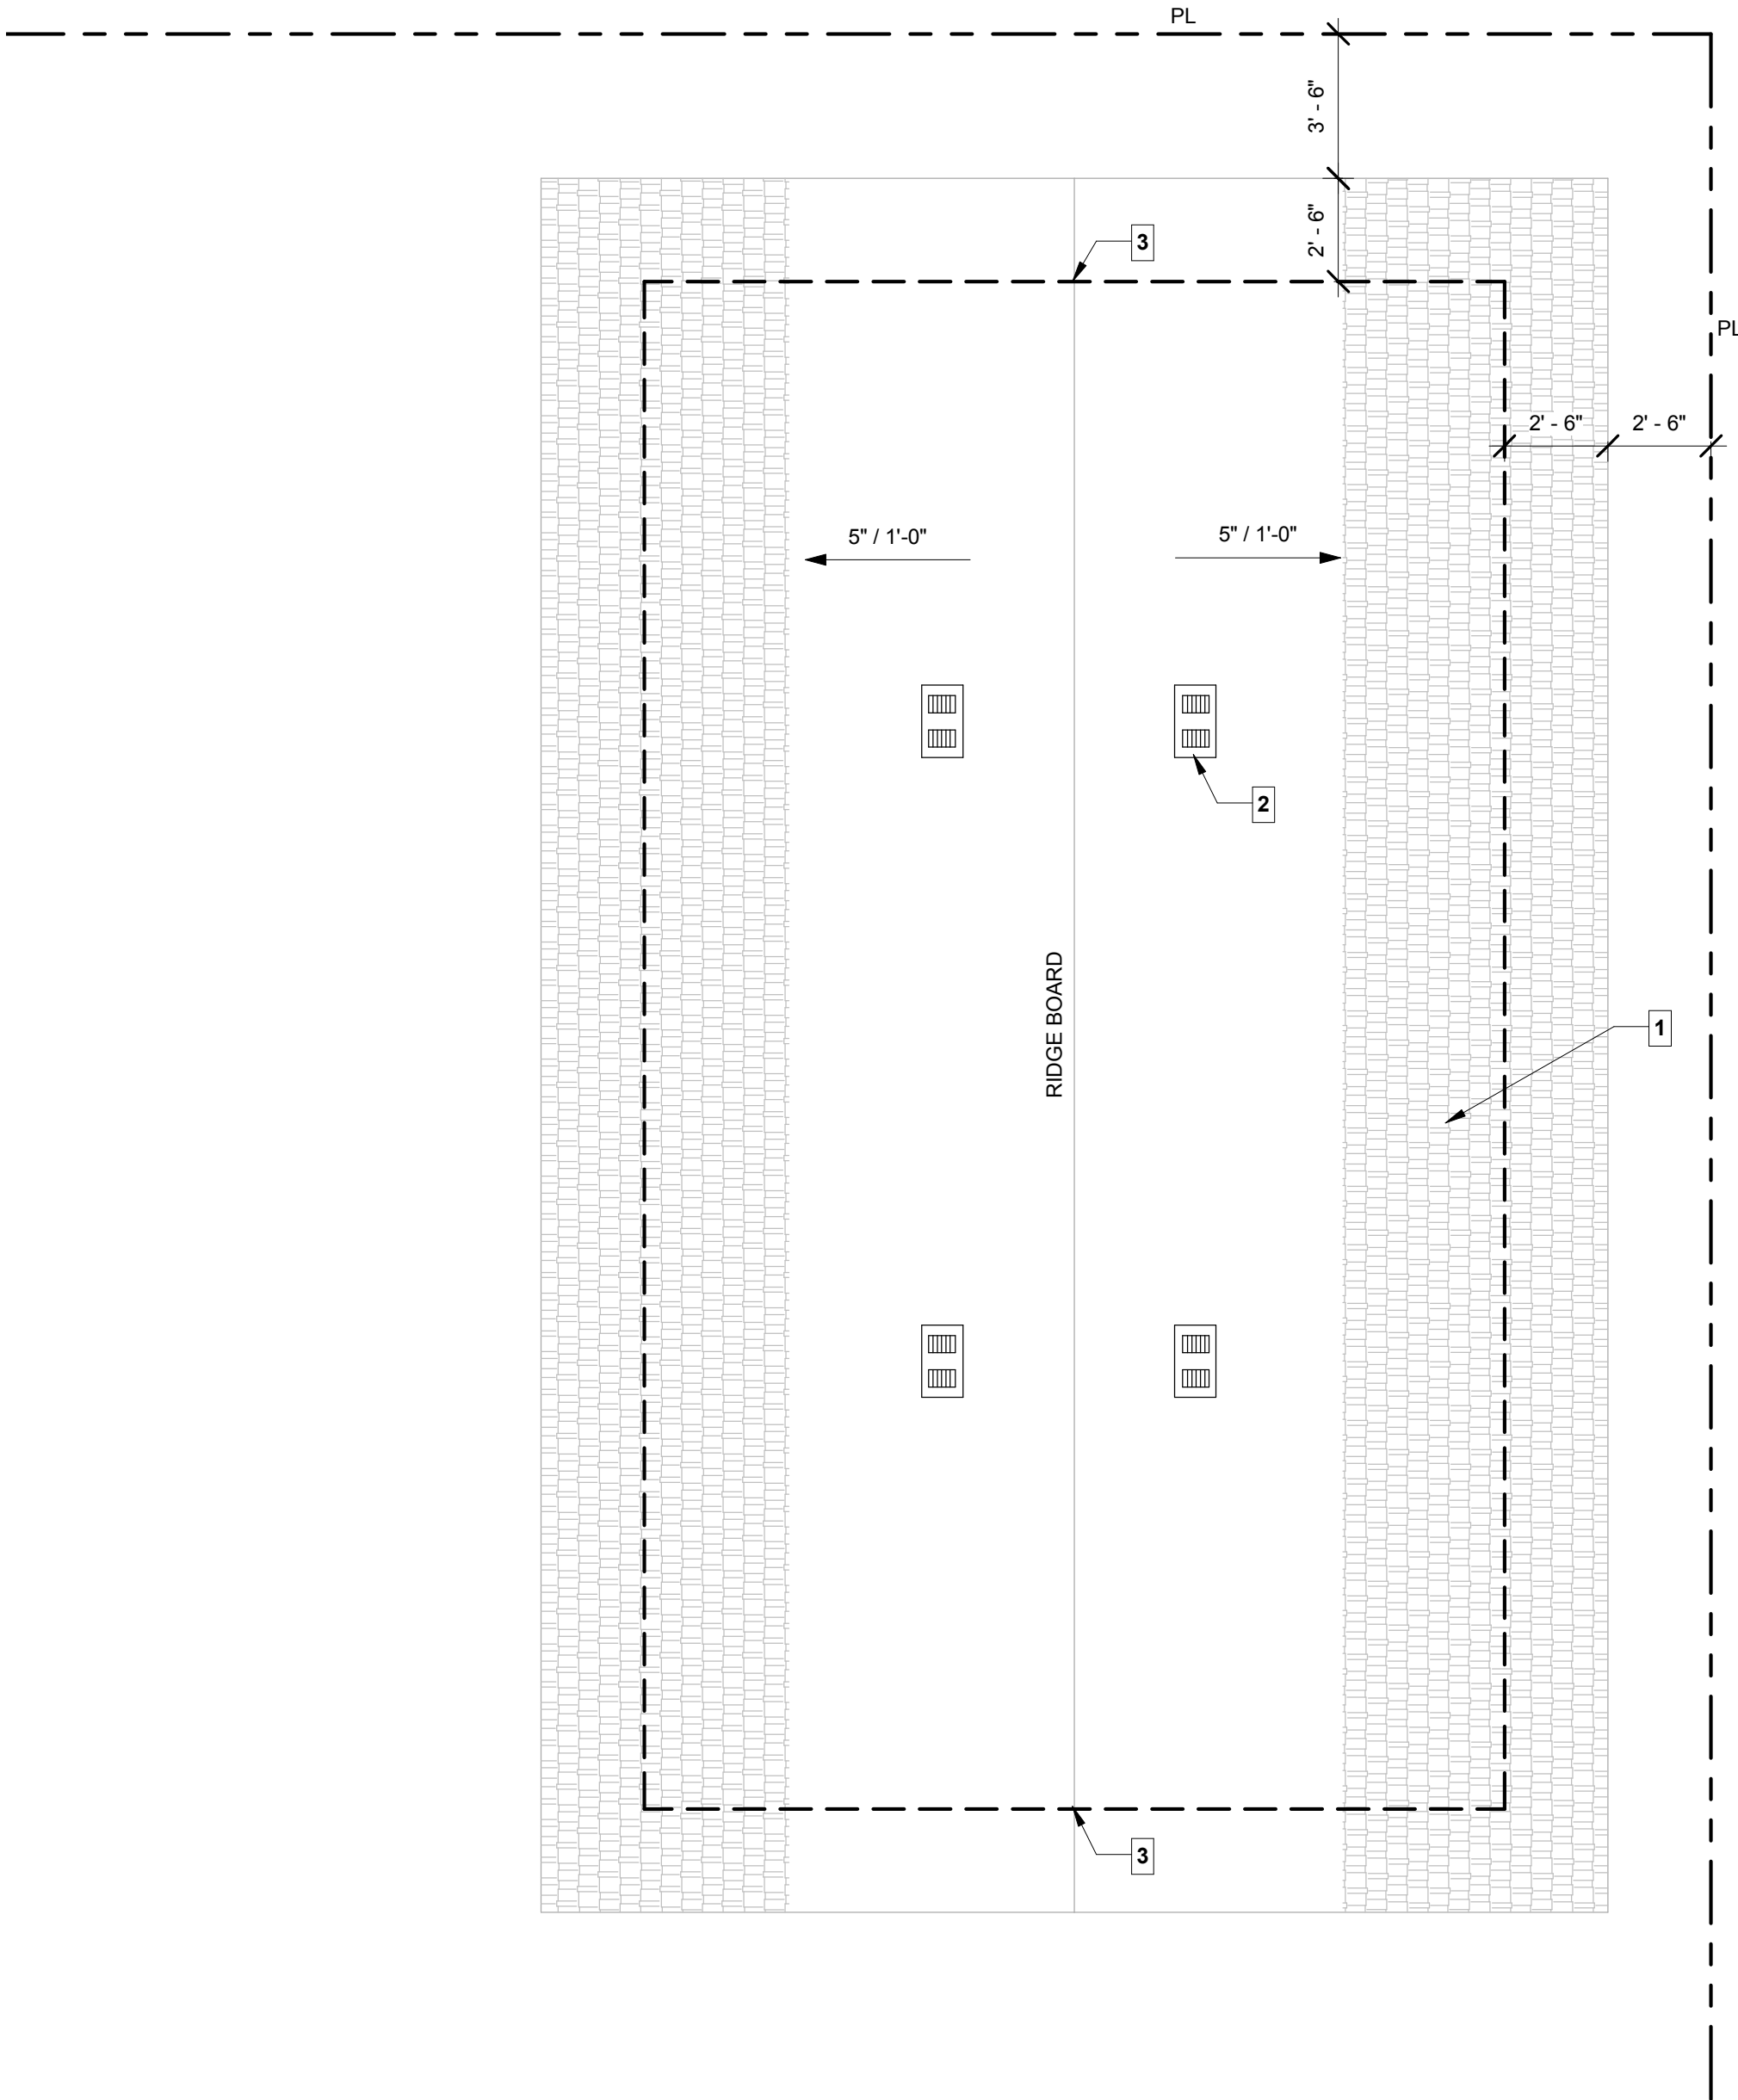 PL
3' - 6"
2' - 6"
3
PL
2' - 6"
2' - 6"
5" / 1'-0"
5" / 1'-0"
2
RIDGE BOARD
1
3